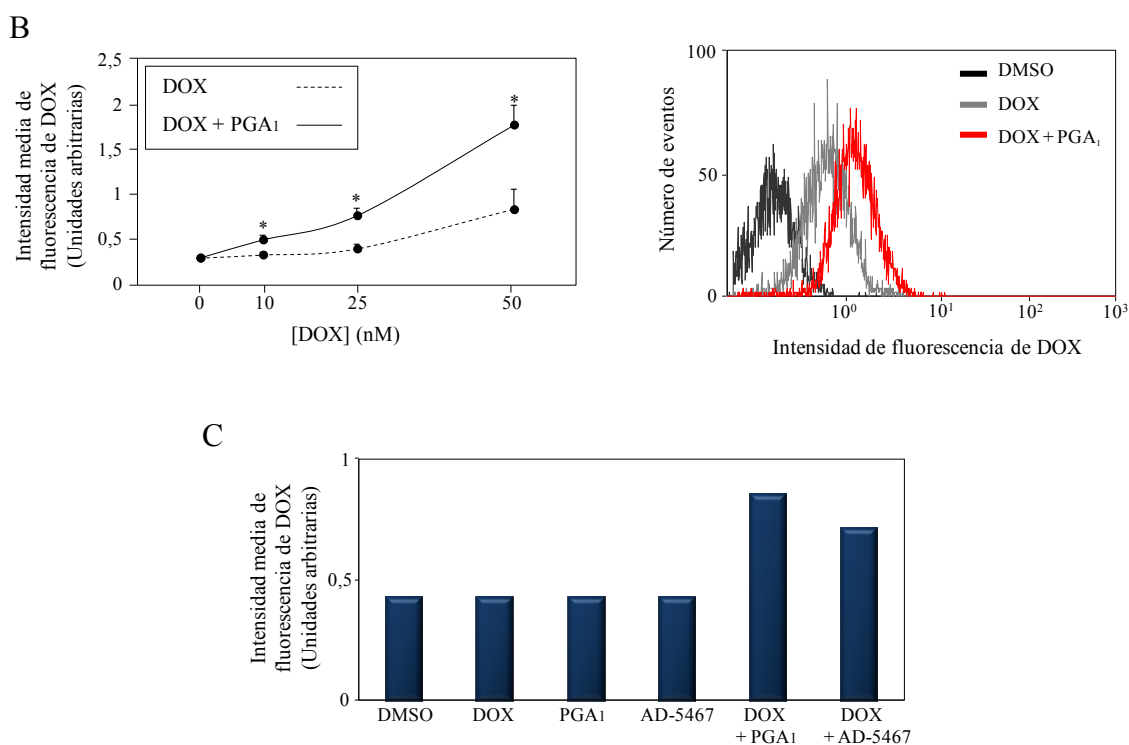 B
Intensidad media de
fluorescencia de DOX
(Unidades arbitrarias)
2,5
2
1,5
1
0,5
0
DOX
DOX + PGA1
*
*
*
0
10
25
50
[DOX] (nM)
Número de eventos
100
50
0
DMSO
DOX
DOX + PGA1
10⁰
10¹
10²
10³
Intensidad de fluorescencia de DOX
C
Intensidad media de
fluorescencia de DOX
(Unidades arbitrarias)
1
0,5
0
DMSO
DOX
PGA1
AD-5467
DOX
+ PGA1
DOX
+ AD-5467